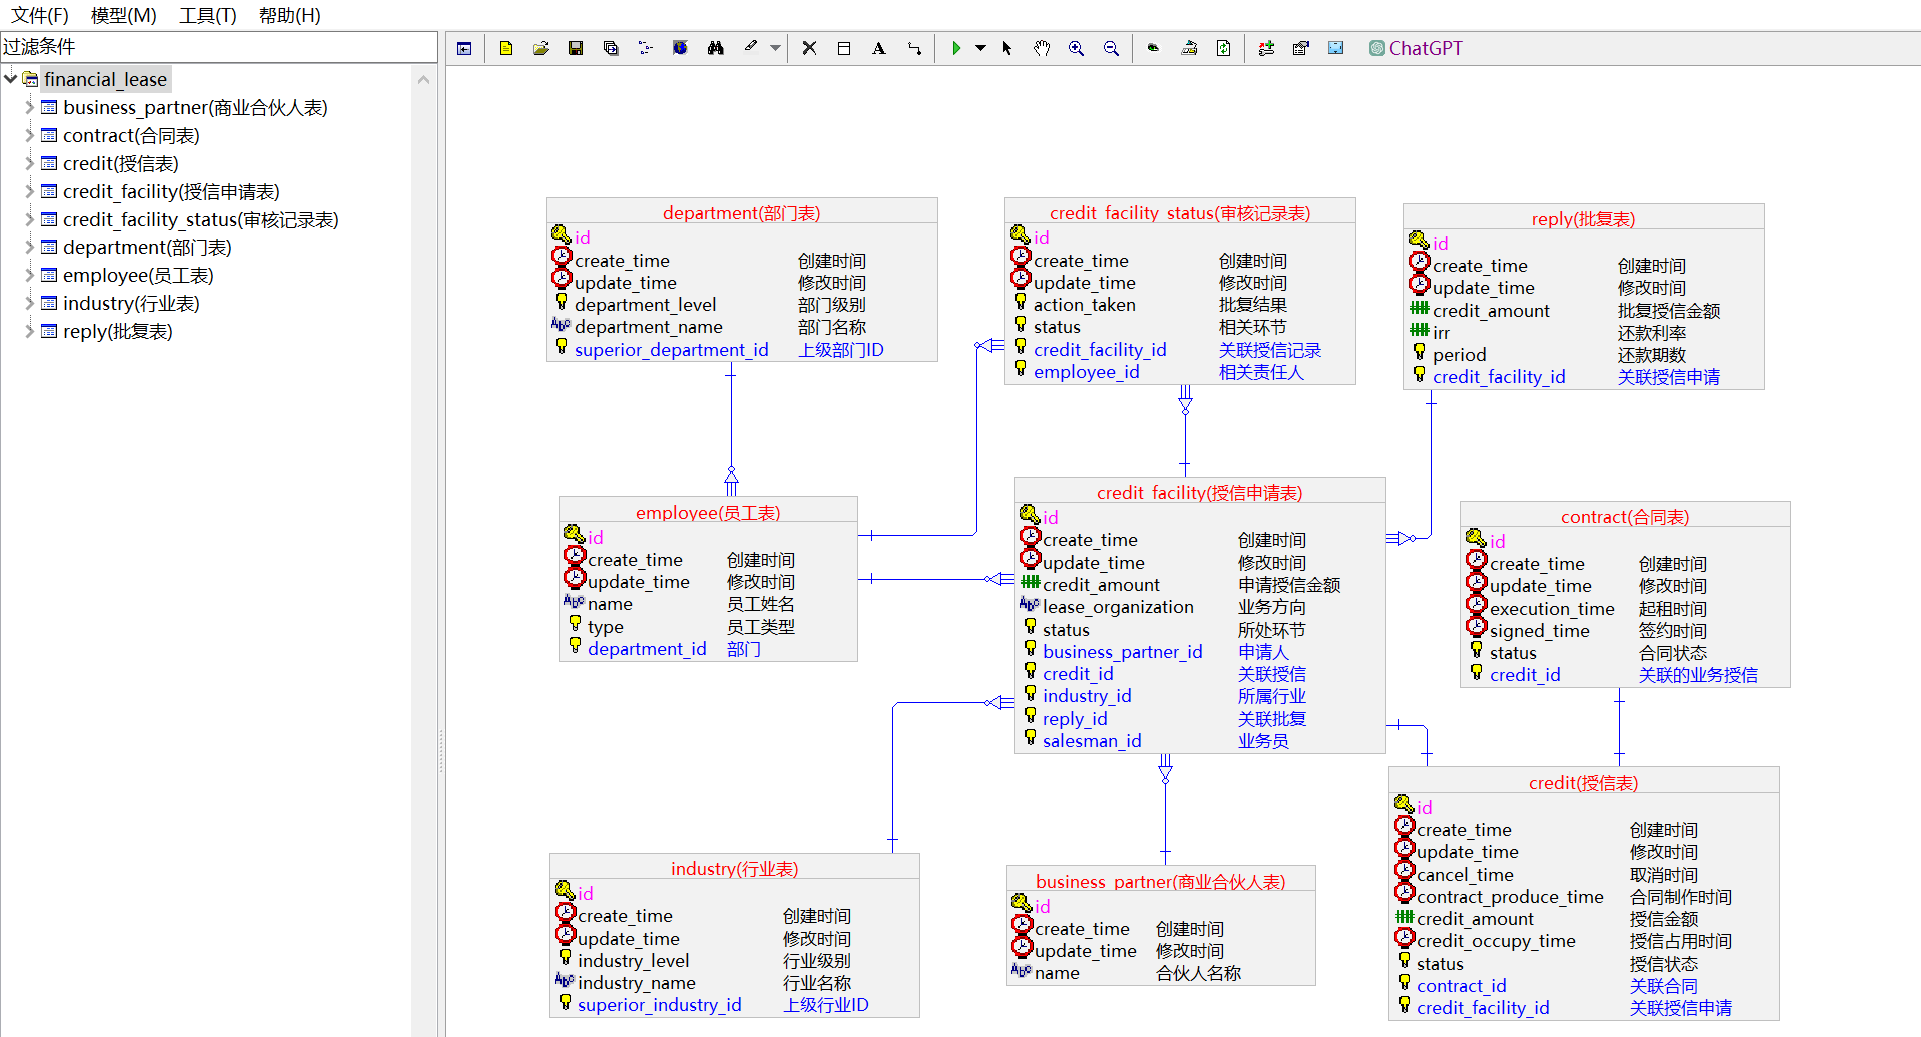 文件(F) 模型(M) 工具(T) 帮助(H)
过滤条件
ChatGPT
financial_lease
business_partner(商业合伙人表)
contract(合同表)
credit(授信表)
credit_facility(授信申请表)
credit_facility_status(审核记录表)
department(部门表)
employee(员工表)
industry(行业表)
reply(批复表)
department(部门表)
id
create_time 创建时间
update_time 修改时间
department_level 部门级别
department_name 部门名称
superior_department_id 上级部门ID
credit_facility_status(审核记录表)
id
create_time 创建时间
update_time 修改时间
action_taken 批复结果
status 相关环节
credit_facility_id 关联授信记录
employee_id 相关责任人
reply(批复表)
id
create_time 创建时间
update_time 修改时间
credit_amount 批复授信金额
irr 还款利率
period 还款期数
credit_facility_id 关联授信申请
employee(员工表)
id
create_time 创建时间
update_time 修改时间
name 员工姓名
type 员工类型
department_id 部门
credit_facility(授信申请表)
id
create_time 创建时间
update_time 修改时间
credit_amount 申请授信金额
lease_organization 业务方向
status 所处环节
business_partner_id 申请人
credit_id 关联授信
industry_id 所属行业
reply_id 关联批复
salesman_id 业务员
contract(合同表)
id
create_time 创建时间
update_time 修改时间
execution_time 起租时间
signed_time 签约时间
status 合同状态
credit_id 关联的业务授信
industry(行业表)
id
create_time 创建时间
update_time 修改时间
industry_level 行业级别
industry_name 行业名称
superior_industry_id 上级行业ID
business_partner(商业合伙人表)
id
create_time 创建时间
update_time 修改时间
name 合伙人名称
credit(授信表)
id
create_time 创建时间
update_time 修改时间
cancel_time 取消时间
contract_produce_time 合同制作时间
credit_amount 授信金额
credit_occupy_time 授信占用时间
status 授信状态
contract_id 关联合同
credit_facility_id 关联授信申请